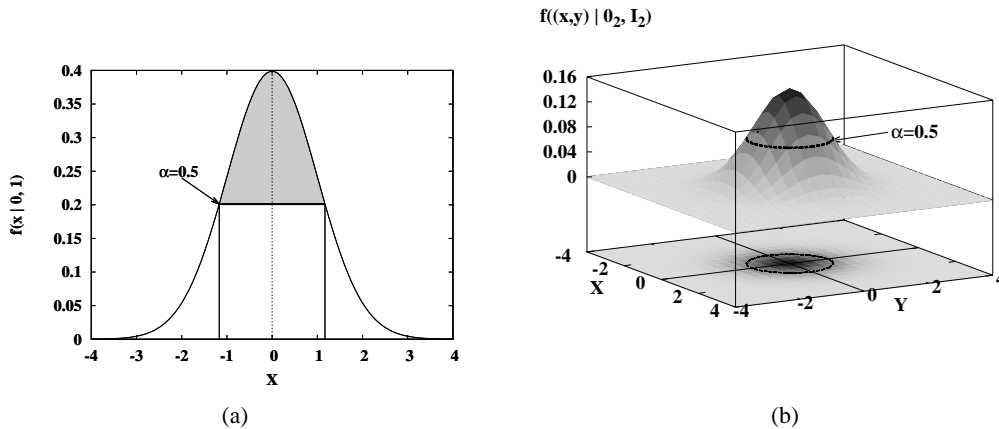 f((x,y) | 0₂, I₂)
0.4
0.35
0.3
0.25
0.2
0.15
0.1
0.05
0
f(x | 0, 1)
α=0.5
-4 -3 -2 -1 0 1 2 3 4
X
(a)
0.16
0.12
0.08
0.04
0
α=0.5
-4
-2
0
2
4
X
-4
-2
0
2
4
Y
(b)